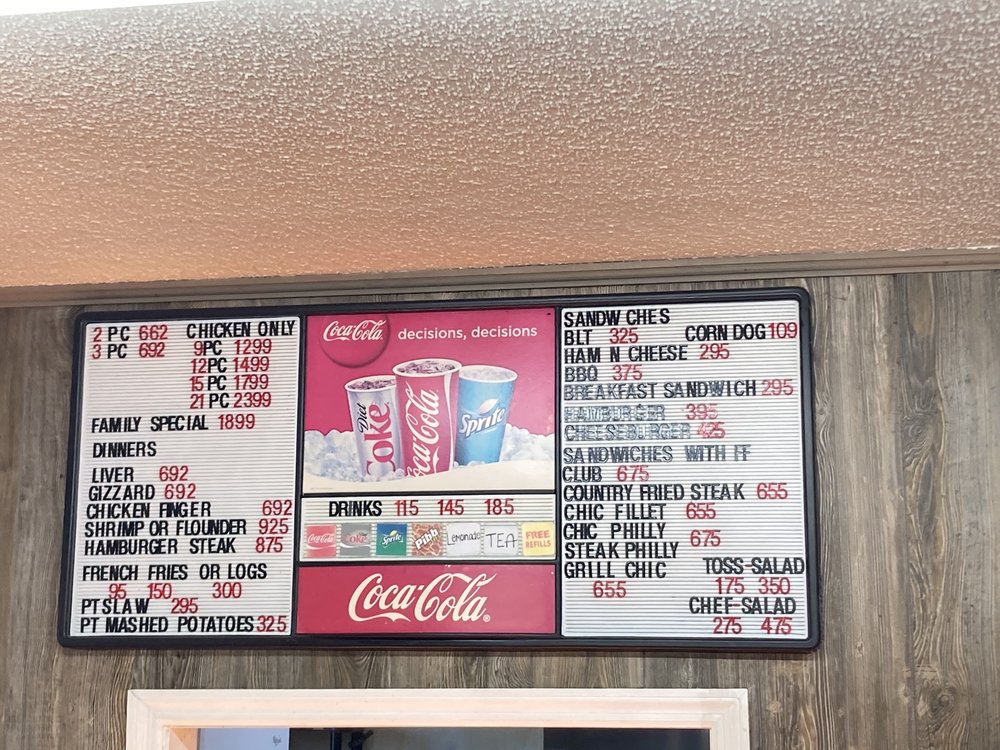 2 PC 662 CHICKEN ONLY
3 PC 692 9PC 1299
12PC 1499
15 PC 1799
21 PC 2399
FAMILY SPECIAL 1899
DINNERS
LIVER 692
GIZZARD 692
CHICKEN FINGER 692
SHRIMP OR FLOUNDER 925
HAMBURGER STEAK 875
FRENCH FRIES OR LOGS
95 150 300
PT SLAW 295
PT MASHED POTATOES 325
Coca-Cola decisions, decisions
Diet Coke
Coca-Cola
Sprite
DRINKS 115 145 185
Coca-Cola Coke Sprite Pibb Lemonade TEA FREE REFILLS
Coca-Cola®
SANDW CHES
BLT 325 CORN DOG 109
HAM N CHEESE 295
BBQ 375
BREAKFAST SANDWICH 295
HAMBURGER 395
CHEESEBURGER 425
SANDWICHES WITH FF
CLUB 675
COUNTRY FRIED STEAK 655
CHIC FILLET 655
CHIC PHILLY 675
STEAK PHILLY
GRILL CHIC 655
TOSS-SALAD
175 350
CHEF-SALAD
275 475